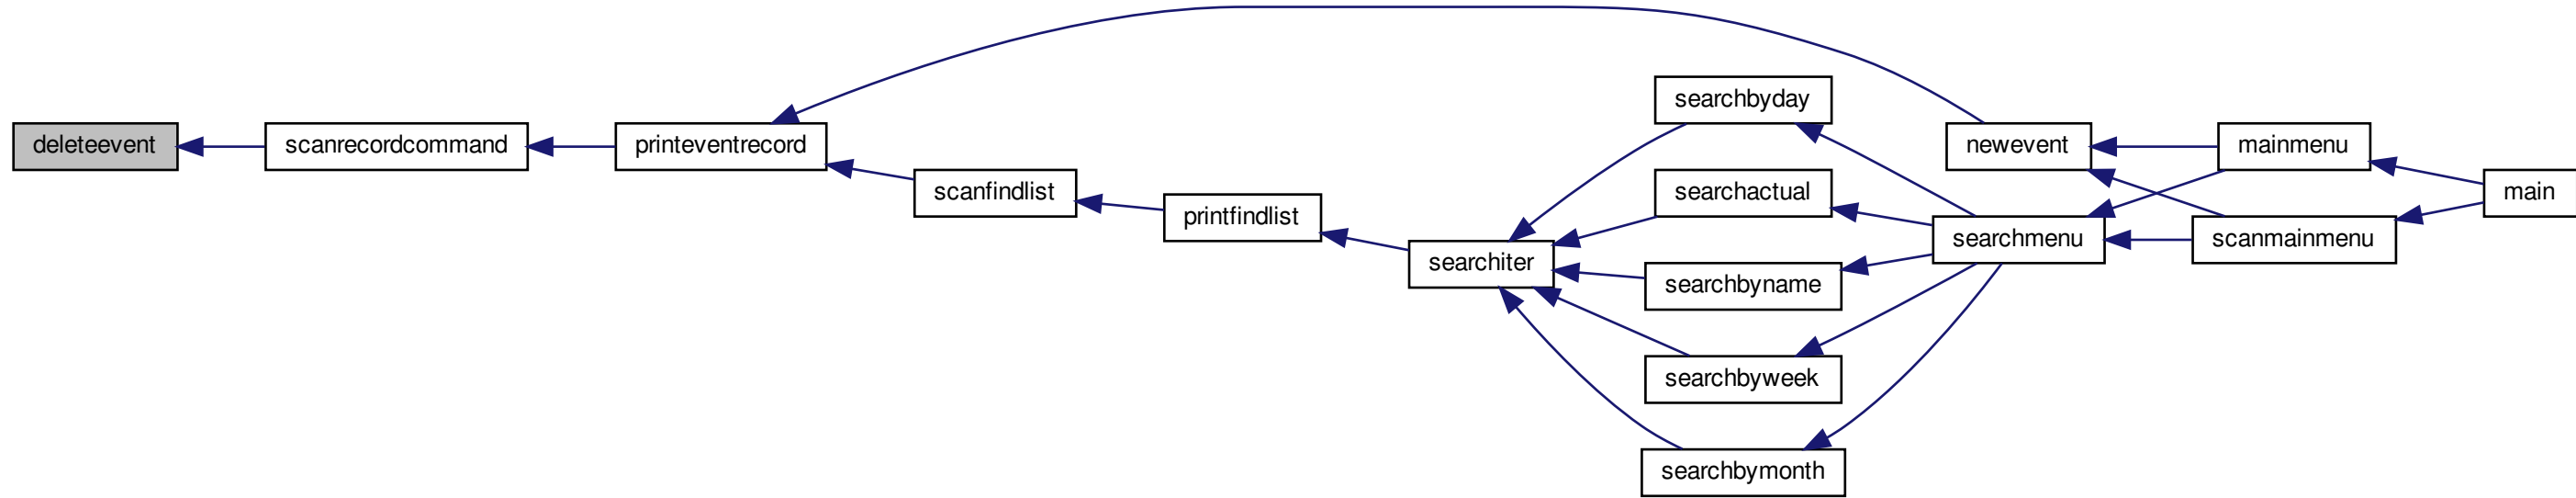 deleteevent
scanrecordcommand
printeventrecord
scanfindlist
printfindlist
searchiter
searchbyday
searchactual
searchbyname
searchbyweek
searchbymonth
newevent
searchmenu
mainmenu
scanmainmenu
main